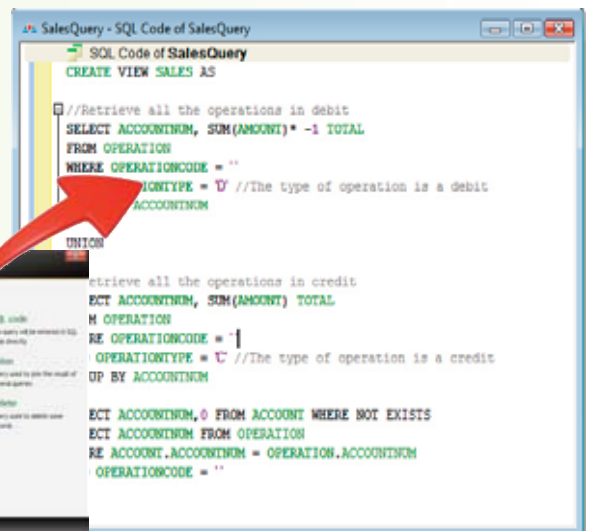 SalesQuery - SQL Code of SalesQuery
SQL Code of SalesQuery
CREATE VIEW SALES AS
//Retrieve all the operations in debit
SELECT ACCOUNTNUM, SUM(AMOUNT)* -1 TOTAL
FROM OPERATION
WHERE OPERATIONCODE = ''
IONTYPE = 'D' //The type of operation is a debit
ACCOUNTNUM
UNION
etrieve all the operations in credit
ECT ACCOUNTNUM, SUM(AMOUNT) TOTAL
M OPERATION
RE OPERATIONCODE = '
OPERATIONTYPE = 'C' //The type of operation is a credit
UP BY ACCOUNTNUM
ECT ACCOUNTNUM,0 FROM ACCOUNT WHERE NOT EXISTS
ECT ACCOUNTNUM FROM OPERATION
RE ACCOUNT.ACCOUNTNUM = OPERATION.ACCOUNTNUM
OPERATIONCODE = ''
code